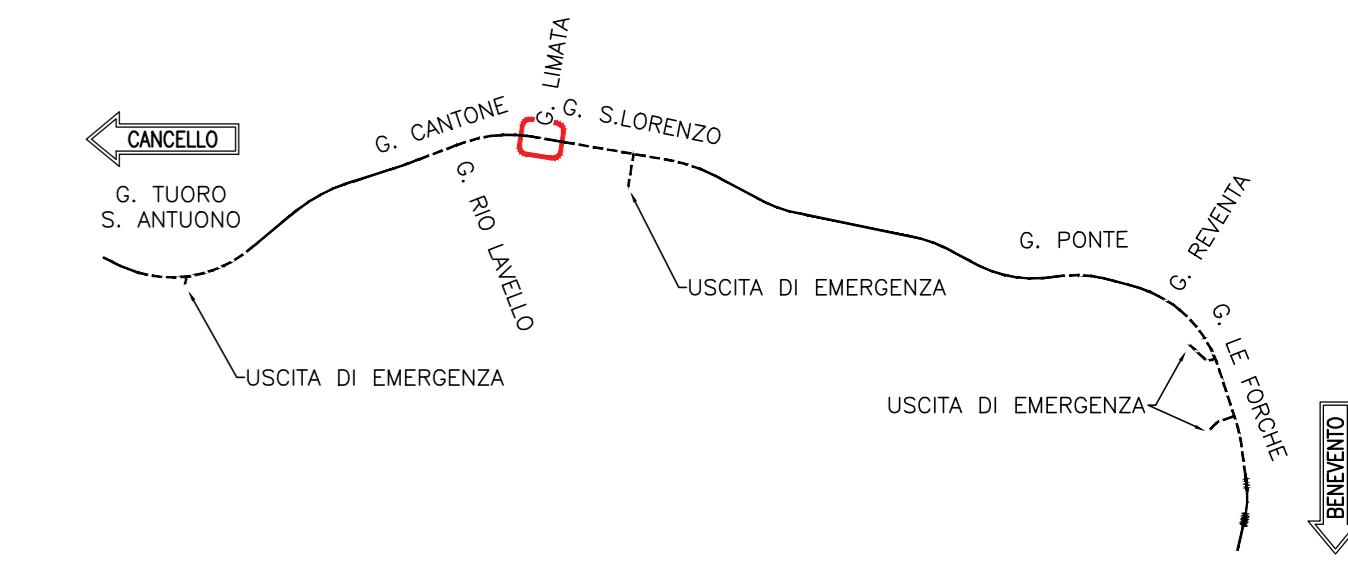 G. LIMATA
G. CANTONE
G. S.LORENZO
CANCELLO
G. TUORO
S. ANTUONO
G. RIO LAVELLO
G. REVENTA
G. PONTE
USCITA DI EMERGENZA
G. LE FORCHE
USCITA DI EMERGENZA
USCITA DI EMERGENZA
BENEVENTO